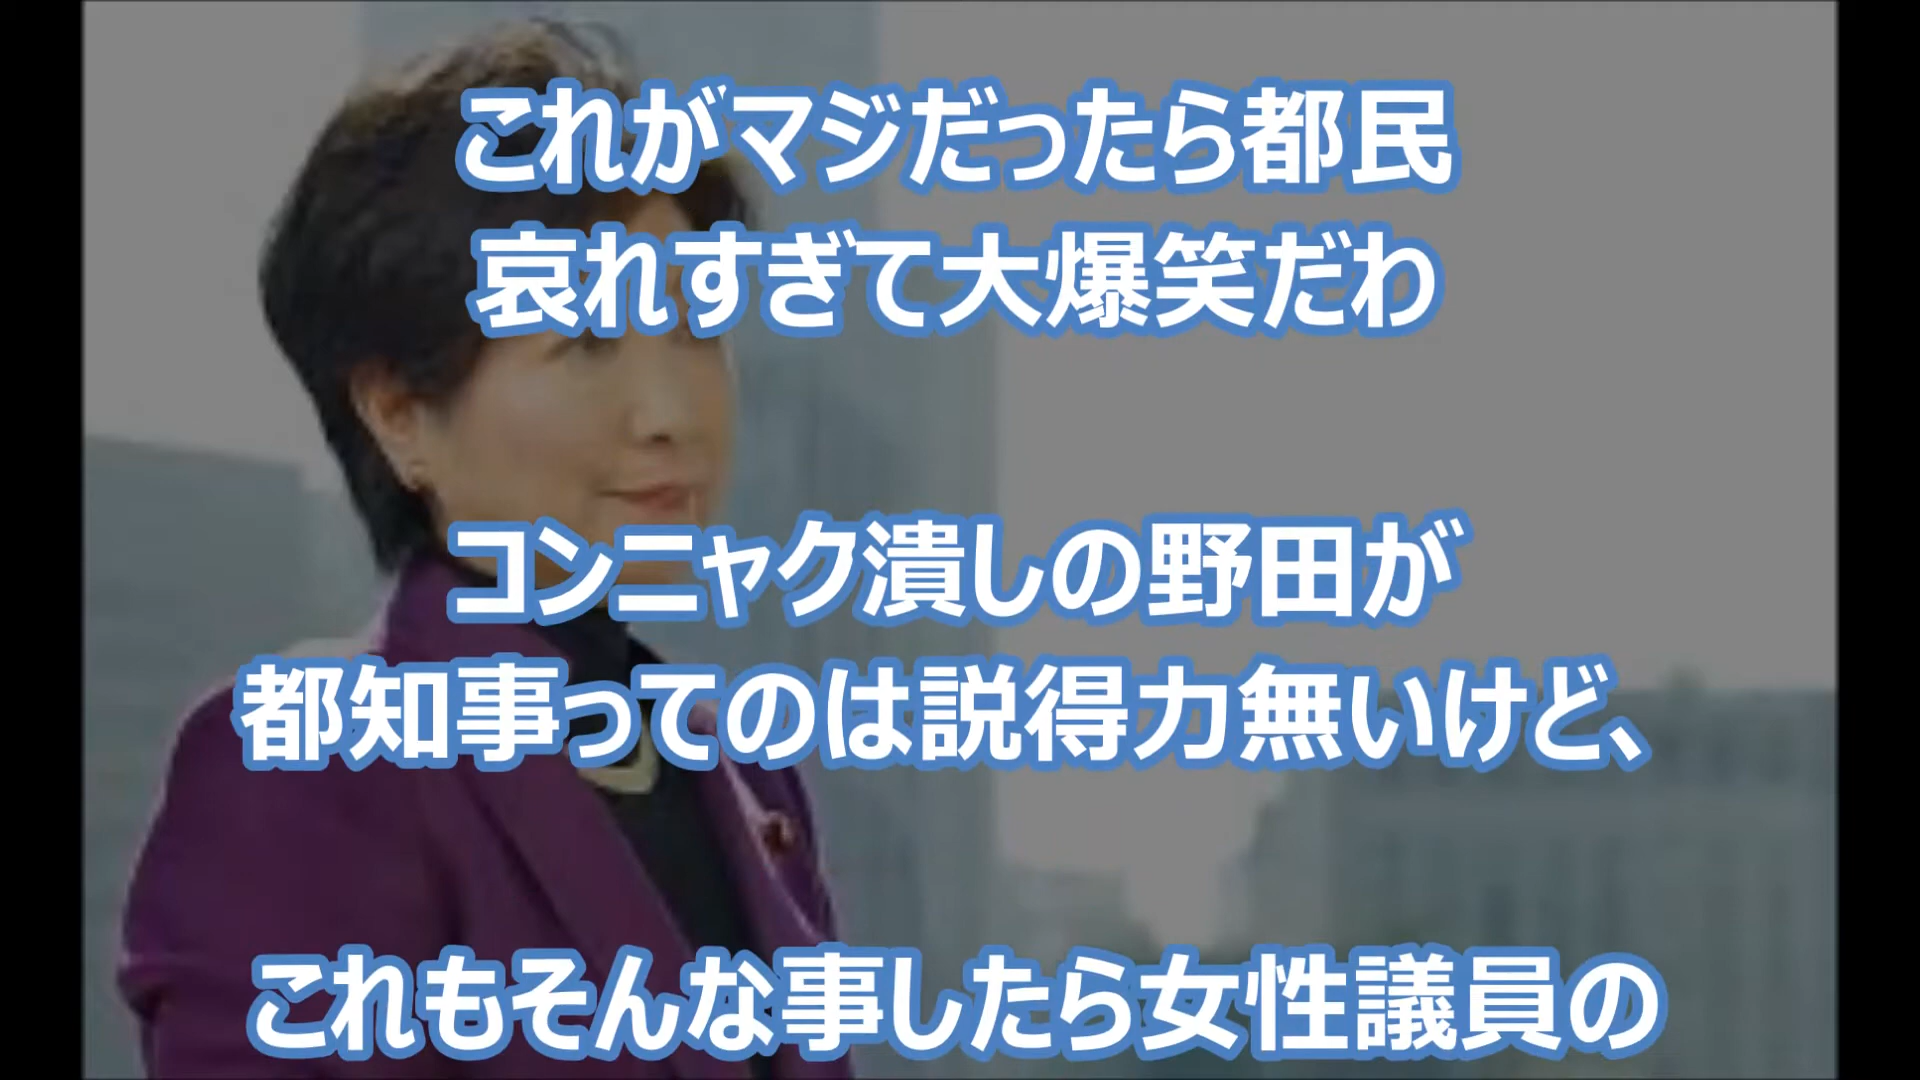 これがマジだったら都民
哀れすぎて大爆笑だわ
コンニャク潰しの野田が
都知事ってのは説得力無いけど、
これもそんな事したら女性議員の